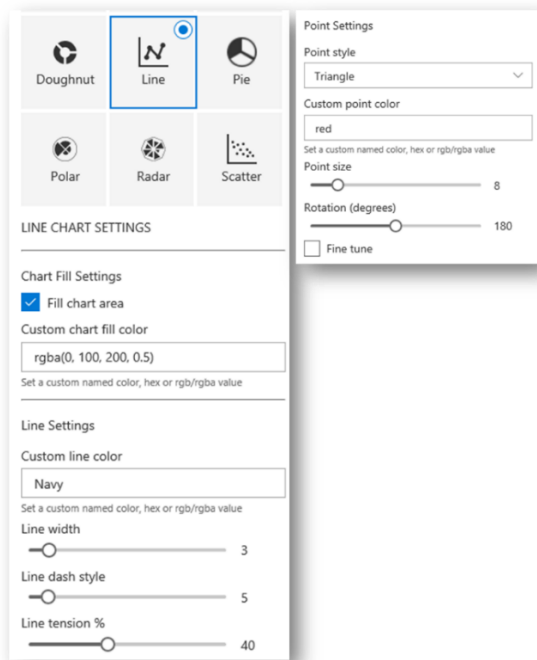 Doughnut
Line
Pie
Polar
Radar
Scatter
LINE CHART SETTINGS
Chart Fill Settings
Fill chart area
Custom chart fill color
rgba(0, 100, 200, 0.5)
Set a custom named color, hex or rgb/rgba value
Line Settings
Custom line color
Navy
Set a custom named color, hex or rgb/rgba value
Line width
3
Line dash style
5
Line tension %
40
Point Settings
Point style
Triangle
Custom point color
red
Set a custom named color, hex or rgb/rgba value
Point size
8
Rotation (degrees)
180
Fine tune